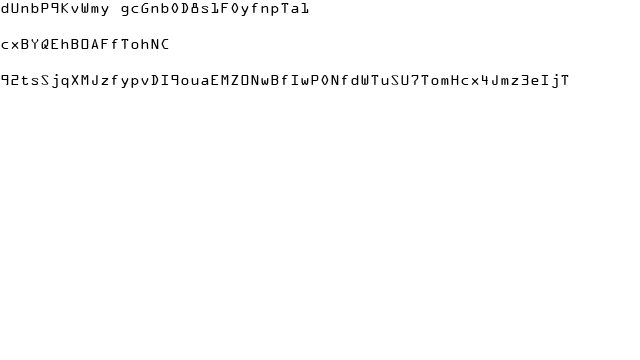 dUnbP9KvWmy gcGnb0D8s1F0yfnpTa1
cxBYQEhBOAFfTohNC
92tsSjqXMJzfypvDI9ouaEMZONwBfIwP0NfdWTuSU7TomHcx4Jmz3eIjT